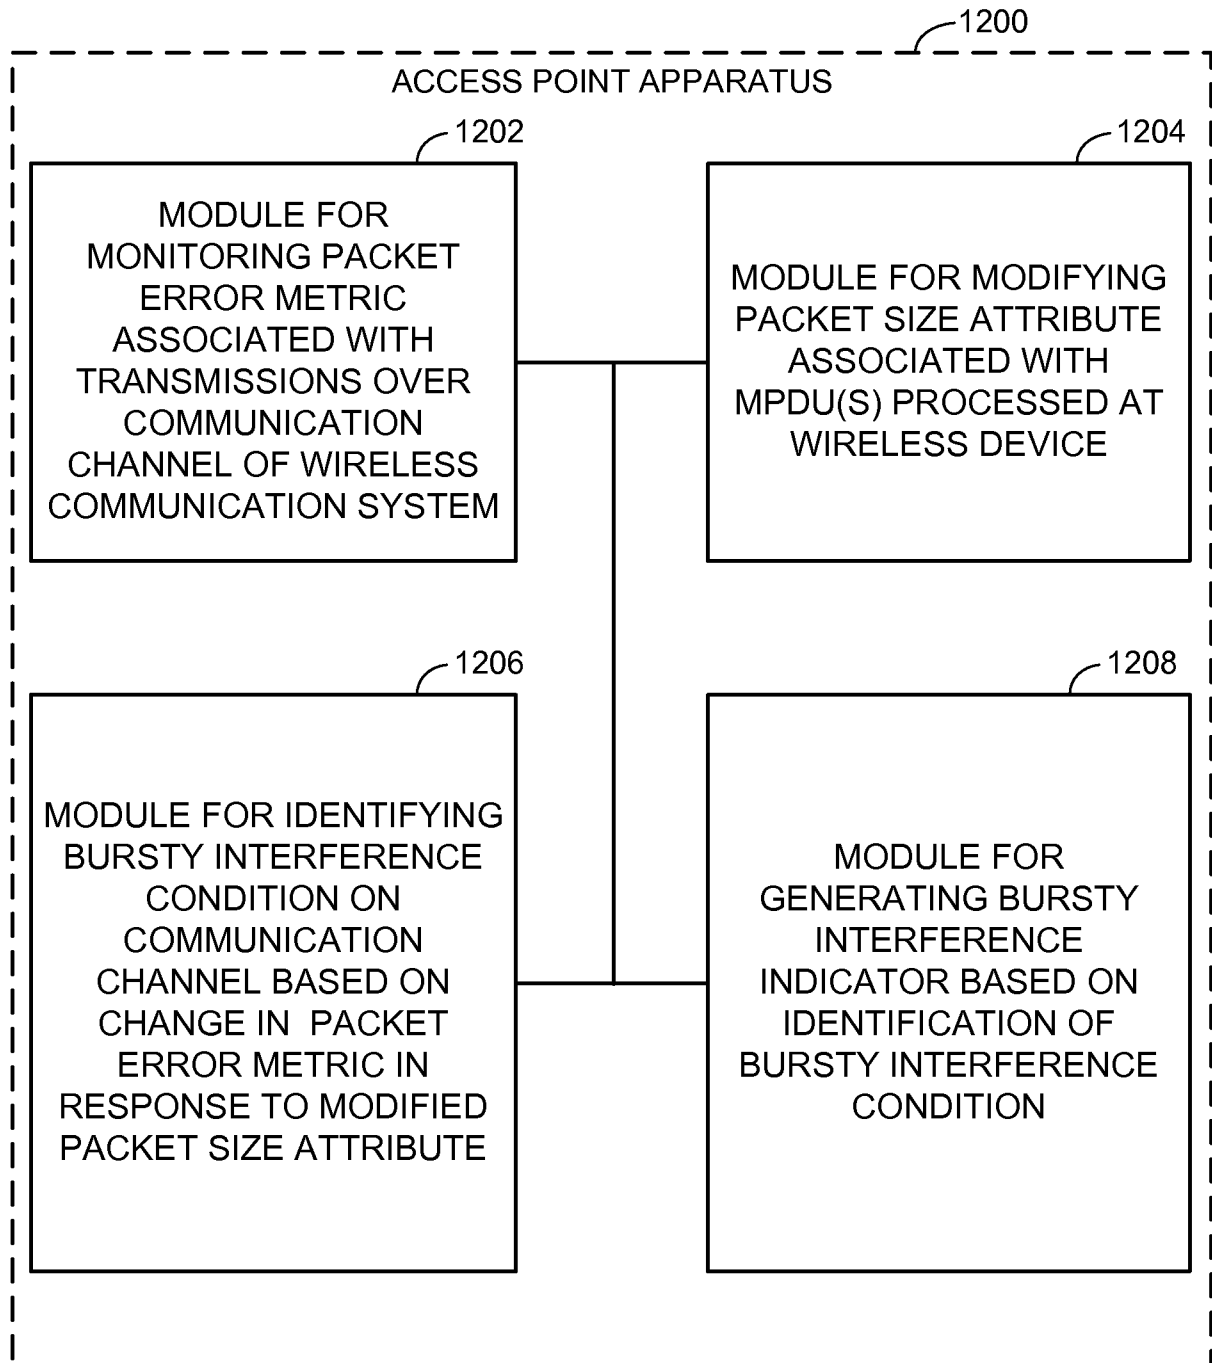 1200
ACCESS POINT APPARATUS
1202
MODULE FOR
MONITORING PACKET
ERROR METRIC
ASSOCIATED WITH
TRANSMISSIONS OVER
COMMUNICATION
CHANNEL OF WIRELESS
COMMUNICATION SYSTEM
1204
MODULE FOR MODIFYING
PACKET SIZE ATTRIBUTE
ASSOCIATED WITH
MPDU(S) PROCESSED AT
WIRELESS DEVICE
1206
MODULE FOR IDENTIFYING
BURSTY INTERFERENCE
CONDITION ON
COMMUNICATION
CHANNEL BASED ON
CHANGE IN PACKET
ERROR METRIC IN
RESPONSE TO MODIFIED
PACKET SIZE ATTRIBUTE
1208
MODULE FOR
GENERATING BURSTY
INTERFERENCE
INDICATOR BASED ON
IDENTIFICATION OF
BURSTY INTERFERENCE
CONDITION